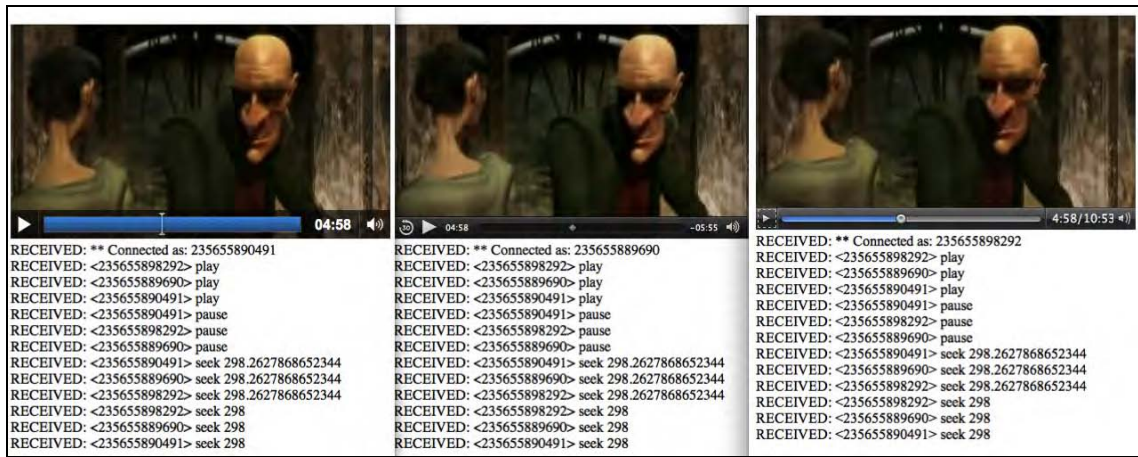 04:58
RECEIVED: ** Connected as: 235655890491
RECEIVED: <235655898292> play
RECEIVED: <235655889690> play
RECEIVED: <235655890491> play
RECEIVED: <235655890491> pause
RECEIVED: <235655898292> pause
RECEIVED: <235655889690> pause
RECEIVED: <235655890491> seek 298.2627868652344
RECEIVED: <235655889690> seek 298.2627868652344
RECEIVED: <235655898292> seek 298.2627868652344
RECEIVED: <235655898292> seek 298
RECEIVED: <235655889690> seek 298
RECEIVED: <235655890491> seek 298
30 04:58 -05:55
RECEIVED: ** Connected as: 235655889690
RECEIVED: <235655898292> play
RECEIVED: <235655889690> play
RECEIVED: <235655890491> play
RECEIVED: <235655890491> pause
RECEIVED: <235655898292> pause
RECEIVED: <235655889690> pause
RECEIVED: <235655890491> seek 298.2627868652344
RECEIVED: <235655889690> seek 298.2627868652344
RECEIVED: <235655898292> seek 298.2627868652344
RECEIVED: <235655898292> seek 298
RECEIVED: <235655889690> seek 298
RECEIVED: <235655890491> seek 298
4:58/10:53
RECEIVED: ** Connected as: 235655898292
RECEIVED: <235655898292> play
RECEIVED: <235655889690> play
RECEIVED: <235655890491> play
RECEIVED: <235655890491> pause
RECEIVED: <235655898292> pause
RECEIVED: <235655889690> pause
RECEIVED: <235655890491> seek 298.2627868652344
RECEIVED: <235655889690> seek 298.2627868652344
RECEIVED: <235655898292> seek 298.2627868652344
RECEIVED: <235655898292> seek 298
RECEIVED: <235655889690> seek 298
RECEIVED: <235655890491> seek 298